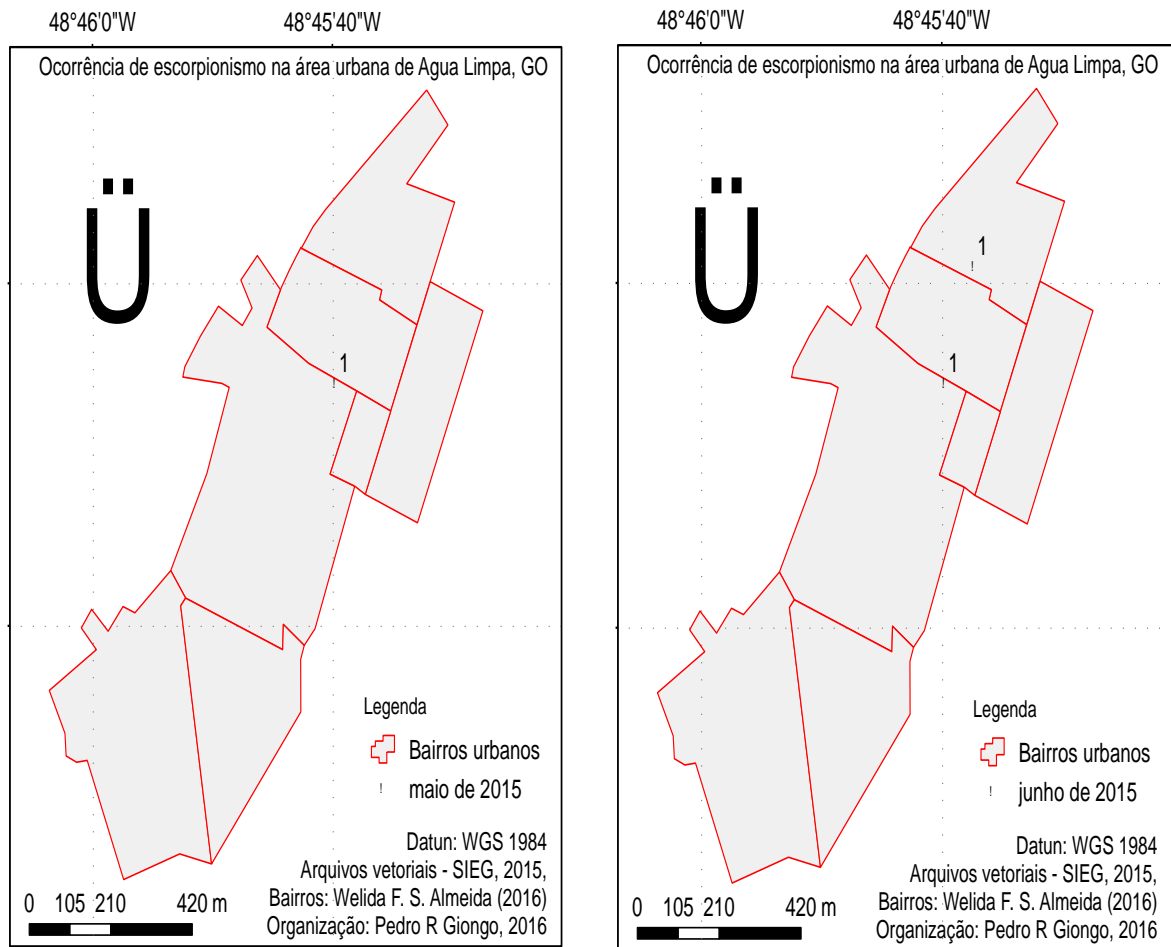 48°46'0"W 48°45'40"W
Ocorrência de escorpionismo na área urbana de Agua Limpa, GO
Ü
1
Legenda
Bairros urbanos
! maio de 2015
Datun: WGS 1984
Arquivos vetoriais - SIEG, 2015,
Bairros: Welida F. S. Almeida (2016)
Organização: Pedro R Giongo, 2016
0 105 210 420 m
48°46'0"W 48°45'40"W
Ocorrência de escorpionismo na área urbana de Agua Limpa, GO
Ü
1
1
Legenda
Bairros urbanos
! junho de 2015
Datun: WGS 1984
Arquivos vetoriais - SIEG, 2015,
Bairros: Welida F. S. Almeida (2016)
Organização: Pedro R Giongo, 2016
0 105 210 420 m